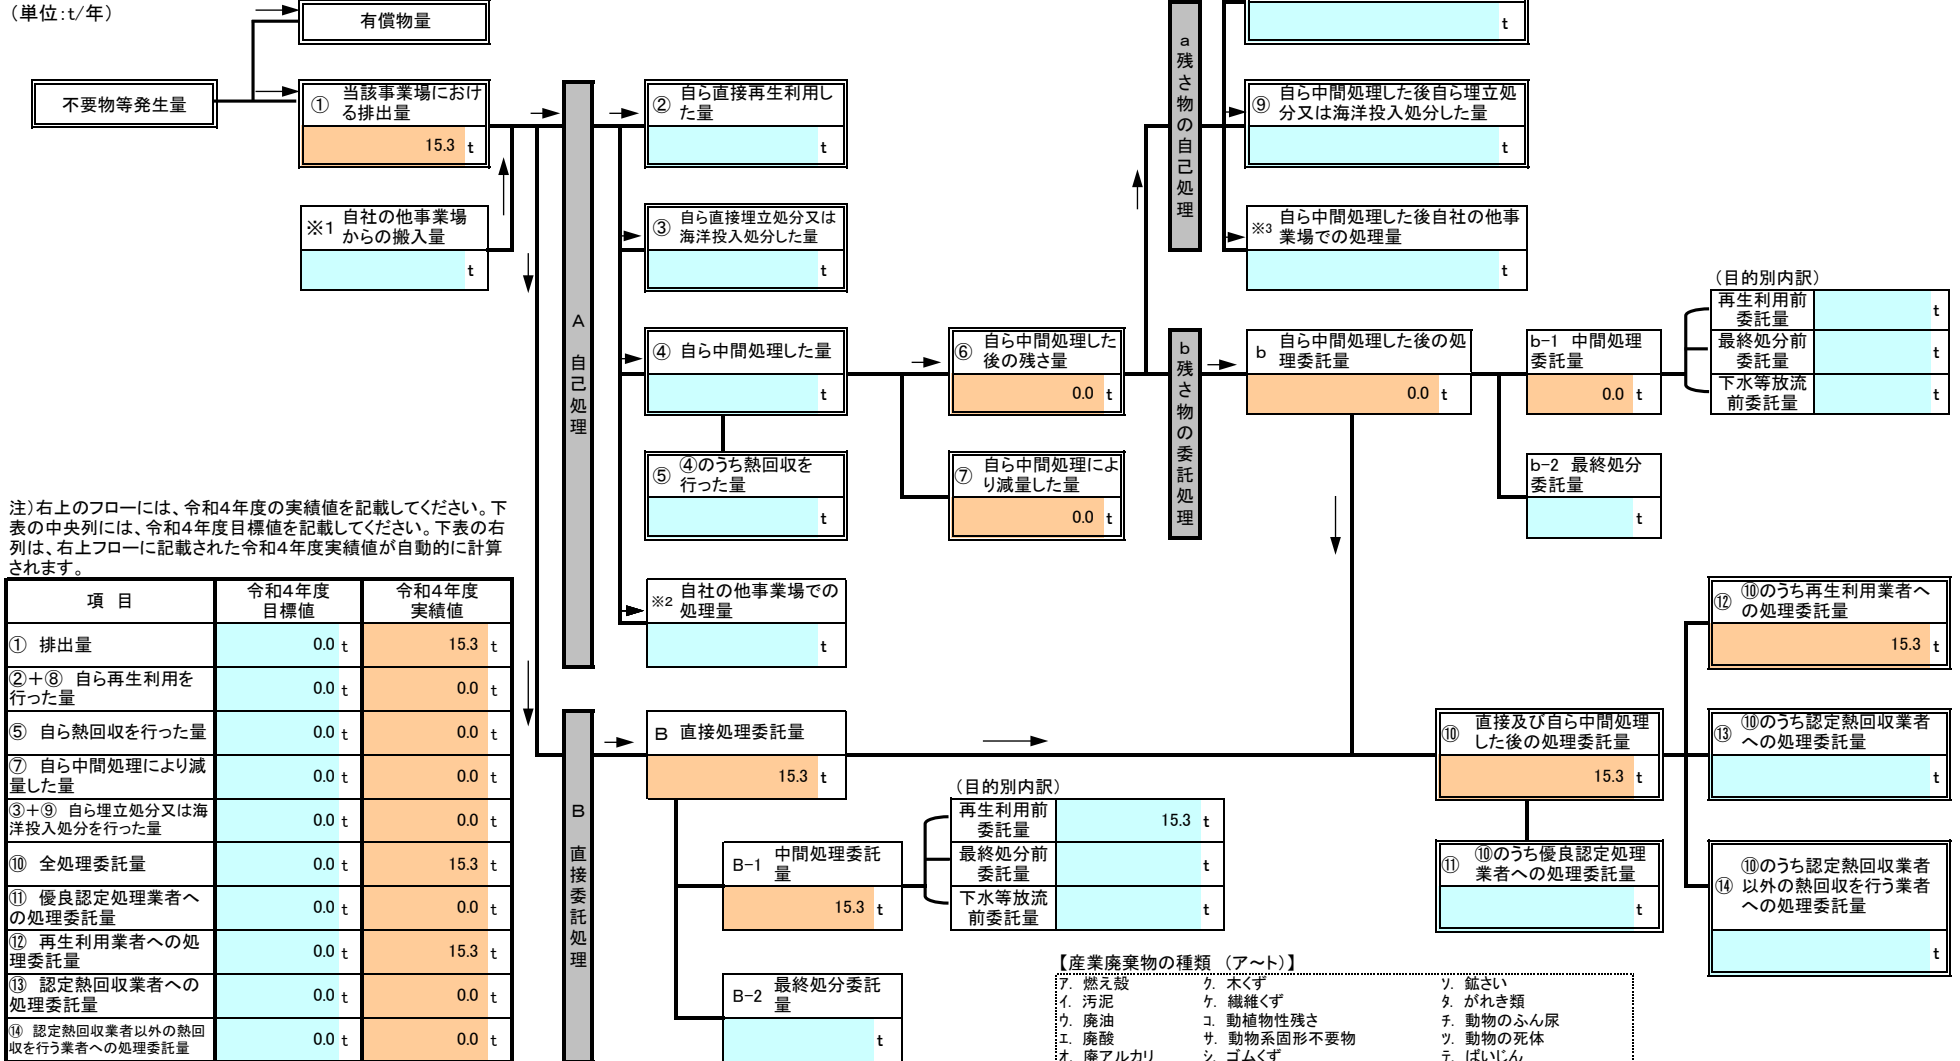 （単位：t/年）
有償物量
不要物等発生量
① 当該事業場におけ
る排出量
15.3 t
※1 自社の他事業場
からの搬入量
t
A 自己処理
② 自ら直接再生利用し
た量
t
③ 自ら直接埋立処分又は
海洋投入処分した量
t
④ 自ら中間処理した量
t
⑤ ④のうち熱回収を
行った量
t
※2 自社の他事業場での
処理量
t
⑥ 自ら中間処理した
後の残さ量
0.0 t
⑦ 自ら中間処理によ
り減量した量
0.0 t
a 残さ物の自己処理
t
⑨ 自ら中間処理した後自ら埋立処
分又は海洋投入処分した量
t
※3 自ら中間処理した後自社の他事
業場での処理量
t
b 残さ物の委託処理
b 自ら中間処理した後の処
理委託量
0.0 t
b-1 中間処理
委託量
0.0 t
b-2 最終処分
委託量
t
（目的別内訳）
再生利用前
委託量
t
最終処分前
委託量
t
下水等放流
前委託量
t
注）右上のフローには、令和4年度の実績値を記載してください。下
表の中央列には、令和4年度目標値を記載してください。下表の右
列は、右上フローに記載された令和4年度実績値が自動的に計算
されます。
項 目
令和4年度
目標値
令和4年度
実績値
① 排出量 0.0 t 15.3 t
②＋⑧ 自ら再生利用を
行った量 0.0 t 0.0 t
⑤ 自ら熱回収を行った量 0.0 t 0.0 t
⑦ 自ら中間処理により減
量した量 0.0 t 0.0 t
③＋⑨ 自ら埋立処分又は海
洋投入処分を行った量 0.0 t 0.0 t
⑩ 全処理委託量 0.0 t 15.3 t
⑪ 優良認定処理業者へ
の処理委託量 0.0 t 0.0 t
⑫ 再生利用業者への処
理委託量 0.0 t 15.3 t
⑬ 認定熱回収業者への
処理委託量 0.0 t 0.0 t
⑭ 認定熱回収業者以外の熱回
収を行う業者への処理委託量 0.0 t 0.0 t
B 直接委託処理
B 直接処理委託量
15.3 t
B-1 中間処理委託
量
15.3 t
B-2 最終処分委託
量
t
（目的別内訳）
再生利用前
委託量
15.3 t
最終処分前
委託量
t
下水等放流
前委託量
t
⑩ 直接及び自ら中間処理
した後の処理委託量
15.3 t
⑪ ⑩のうち優良認定処理
業者への処理委託量
t
⑫ ⑩のうち再生利用業者へ
の処理委託量
15.3 t
⑬ ⑩のうち認定熱回収業者
への処理委託量
t
⑭ ⑩のうち認定熱回収業者
以外の熱回収を行う業者
への処理委託量
t
【産業廃棄物の種類 （ア～ト）】
ア. 燃え殻 ク. 木くず ソ. 鉱さい
イ. 汚泥 ケ. 繊維くず タ. がれき類
ウ. 廃油 コ. 動植物性残さ チ. 動物のふん尿
エ. 廃酸 サ. 動物系固形不要物 ツ. 動物の死体
オ. 廃アルカリ シ. ゴムくず テ. ばいじん